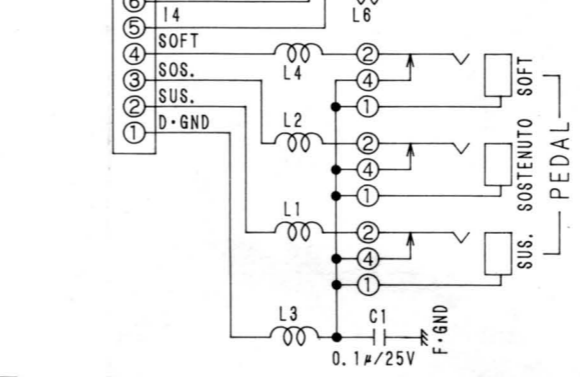 ⑥
I4
L6
⑤
SOFT
④
L4
②
④
①
SOFT
SOS.
③
SUS.
②
D·GND
①
L2
②
④
①
SOSTENUTO
PEDAL
L1
②
④
①
SUS.
L3
C1
0.1μ/25V
F·GND